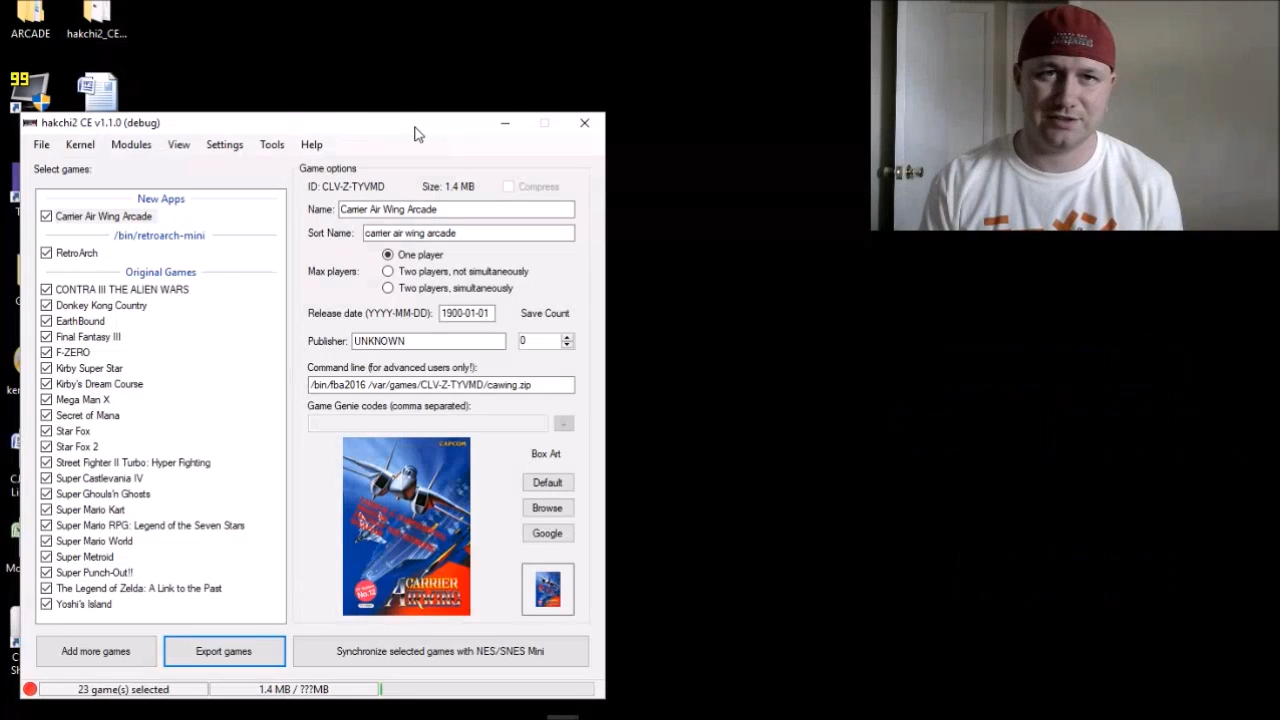 ARCADE
hakchi2_CE...
99
hakchi2 CE v1.1.0 (debug)
File Kernel Modules View Settings Tools Help
Select games:
New Apps
Carrier Air Wing Arcade
/bin/retroarch-mini
RetroArch
Original Games
CONTRA III THE ALIEN WARS
Donkey Kong Country
EarthBound
Final Fantasy III
F-ZERO
Kirby Super Star
Kirby's Dream Course
Mega Man X
Secret of Mana
Star Fox
Star Fox 2
Street Fighter II Turbo: Hyper Fighting
Super Castlevania IV
Super Ghouls'n Ghosts
Super Mario Kart
Super Mario RPG: Legend of the Seven Stars
Super Mario World
Super Metroid
Super Punch-Out!!
The Legend of Zelda: A Link to the Past
Yoshi's Island
Game options
ID: CLV-Z-TYVMD Size: 1.4 MB Compress
Name: Carrier Air Wing Arcade
Sort Name: carrier air wing arcade
Max players:
One player
Two players, not simultaneously
Two players, simultaneously
Release date (YYYY-MM-DD): 1900-01-01 Save Count
Publisher: UNKNOWN 0
Command line (for advanced users only!):
/bin/fba2016 /var/games/CLV-Z-TYVMD/cawing.zip
Game Genie codes (comma separated):
...
CAPCOM
No.12
CARRIER
AIRWING
Box Art
Default
Browse
Google
Add more games Export games Synchronize selected games with NES/SNES Mini
23 game(s) selected 1.4 MB / ???MB